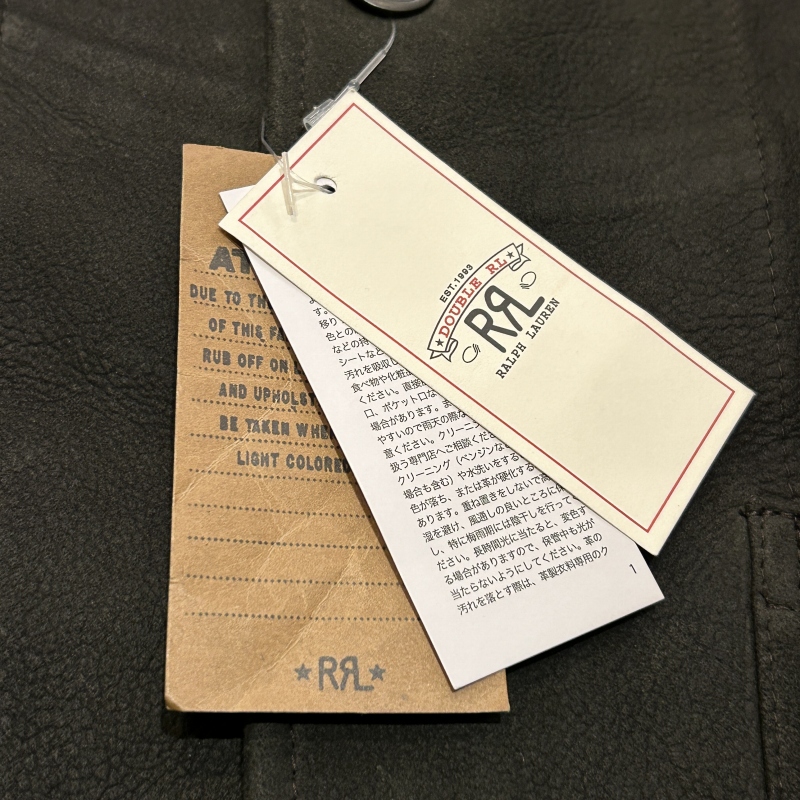 EST.1993
DOUBLE RL
RRL
RALPH LAUREN
DUE TO
OF THIS
RUB OFF ON
AND
BE TAKEN
LIGHT COLORED
RRL
す。
移り
色との
などの
シートな
汚れを吸収し
食べ物や化粧
ください。直接
口、ポケット口な
場合があります。
やすいので雨天の際な
意ください。クリーニ
扱う専門店へご相談くださ
クリーニング（ベンジンなど
場合も含む）や水洗いをする
色が落ち、または革が硬化する
あります。重ね置きをしないで
湿を避け、風通しの良いところに
し、特に梅雨期には陰干しを行って
ださい。長時間光に当たると、変色す
る場合がありますので、保管中も光が
当たらないようにしてください。革の
汚れを落とす際は、革製衣料専用のク
1